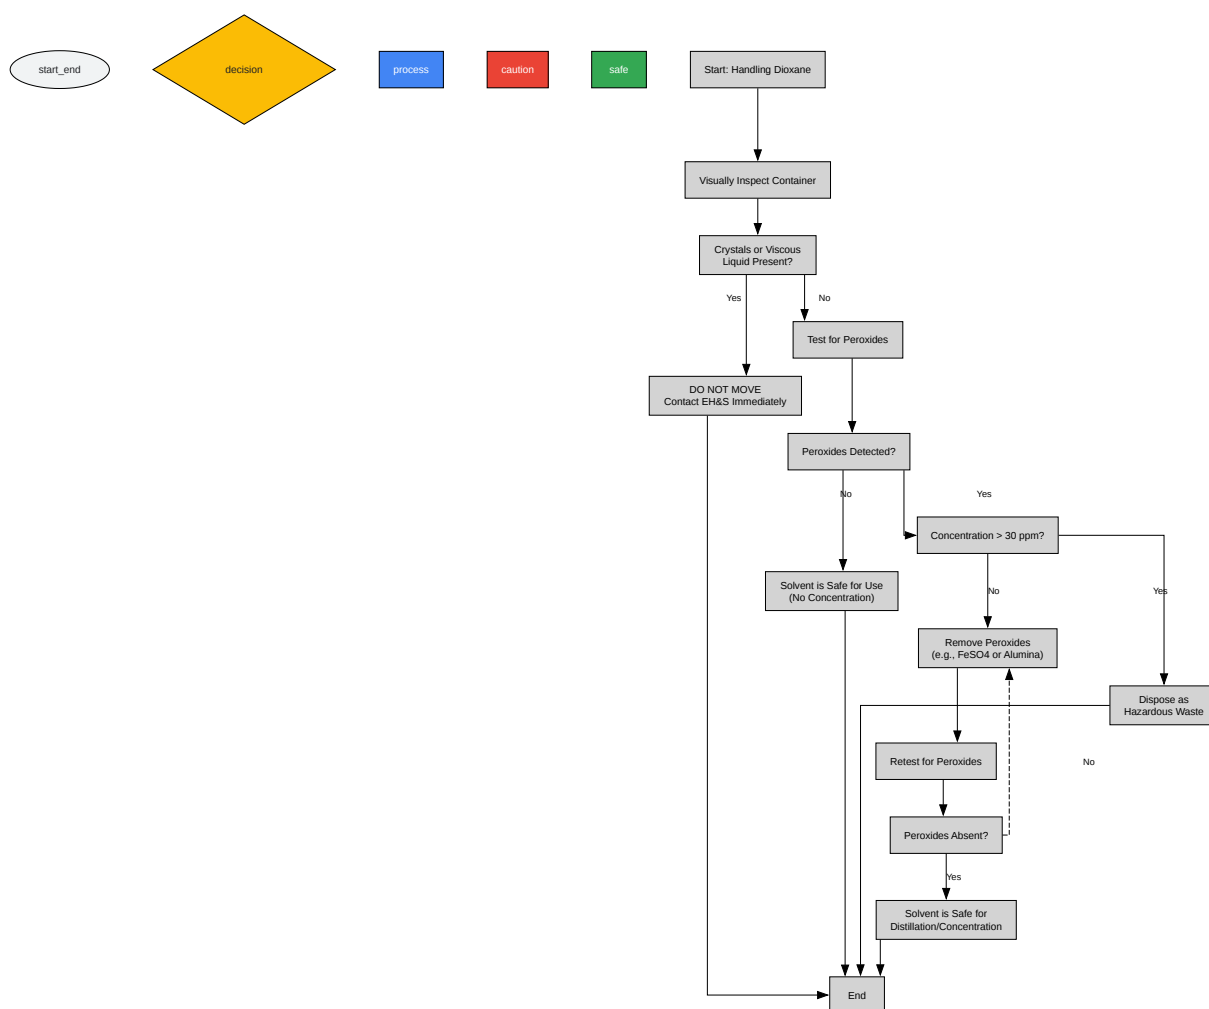 start_end
decision
process
caution
safe
Start: Handling Dioxane
Visually Inspect Container
Crystals or Viscous
Liquid Present?
Yes
No
Test for Peroxides
DO NOT MOVE
Contact EH&S Immediately
Peroxides Detected?
No
Yes
Concentration > 30 ppm?
Solvent is Safe for Use
(No Concentration)
No
Yes
Remove Peroxides
(e.g., FeSO4 or Alumina)
Dispose as
Hazardous Waste
Retest for Peroxides
No
Peroxides Absent?
Yes
Solvent is Safe for
Distillation/Concentration
End